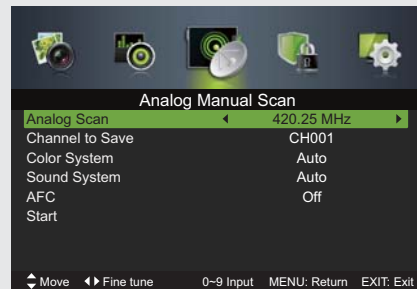 Analog Manual Scan
Analog Scan 420.25 MHz
Channel to Save CH001
Color System Auto
Sound System Auto
AFC Off
Start
Move Fine tune 0~9 Input MENU: Return EXIT: Exit